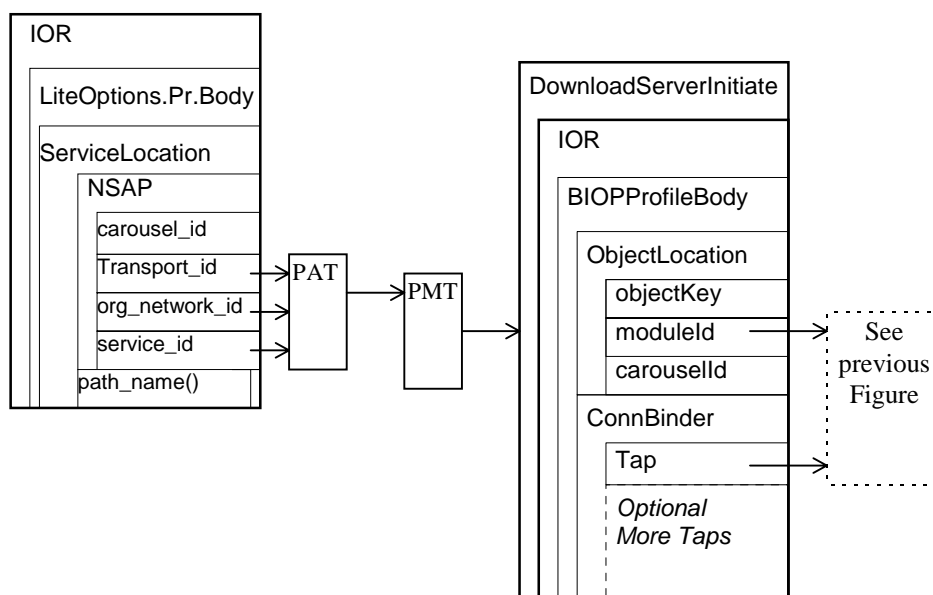 IOR
LiteOptions.Pr.Body
ServiceLocation
NSAP
carousel_id
Transport_id
org_network_id
service_id
path_name()
PAT
PMT
DownloadServerInitiate
IOR
BIOPProfileBody
ObjectLocation
objectKey
moduleId
carouselId
ConnBinder
Tap
Optional
More Taps
See
previous
Figure